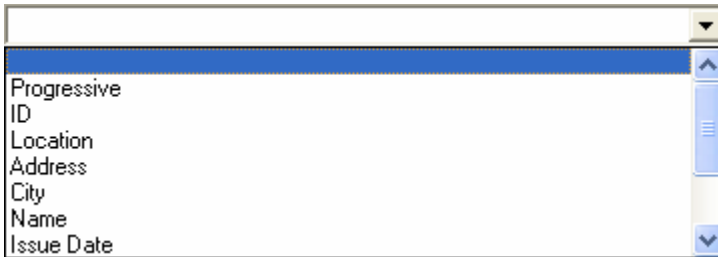 Progressive
ID
Location
Address
City
Name
Issue Date